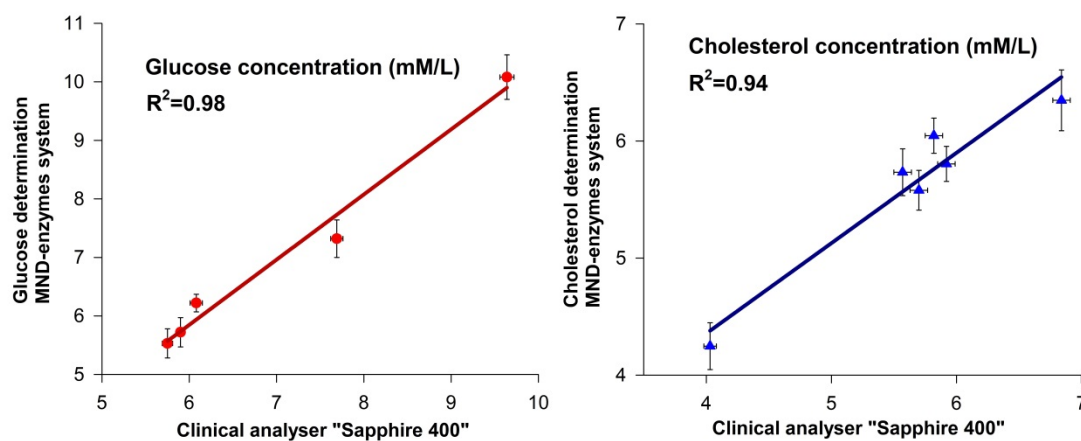 11
10
9
8
7
6
5
Glucose determination
MND-enzymes system
Glucose concentration (mM/L)
R²=0.98
5 6 7 8 9 10
Clinical analyser "Sapphire 400"
7
6
5
4
Cholesterol determination
MND-enzymes system
Cholesterol concentration (mM/L)
R²=0.94
4 5 6 7
Clinical analyser "Sapphire 400"